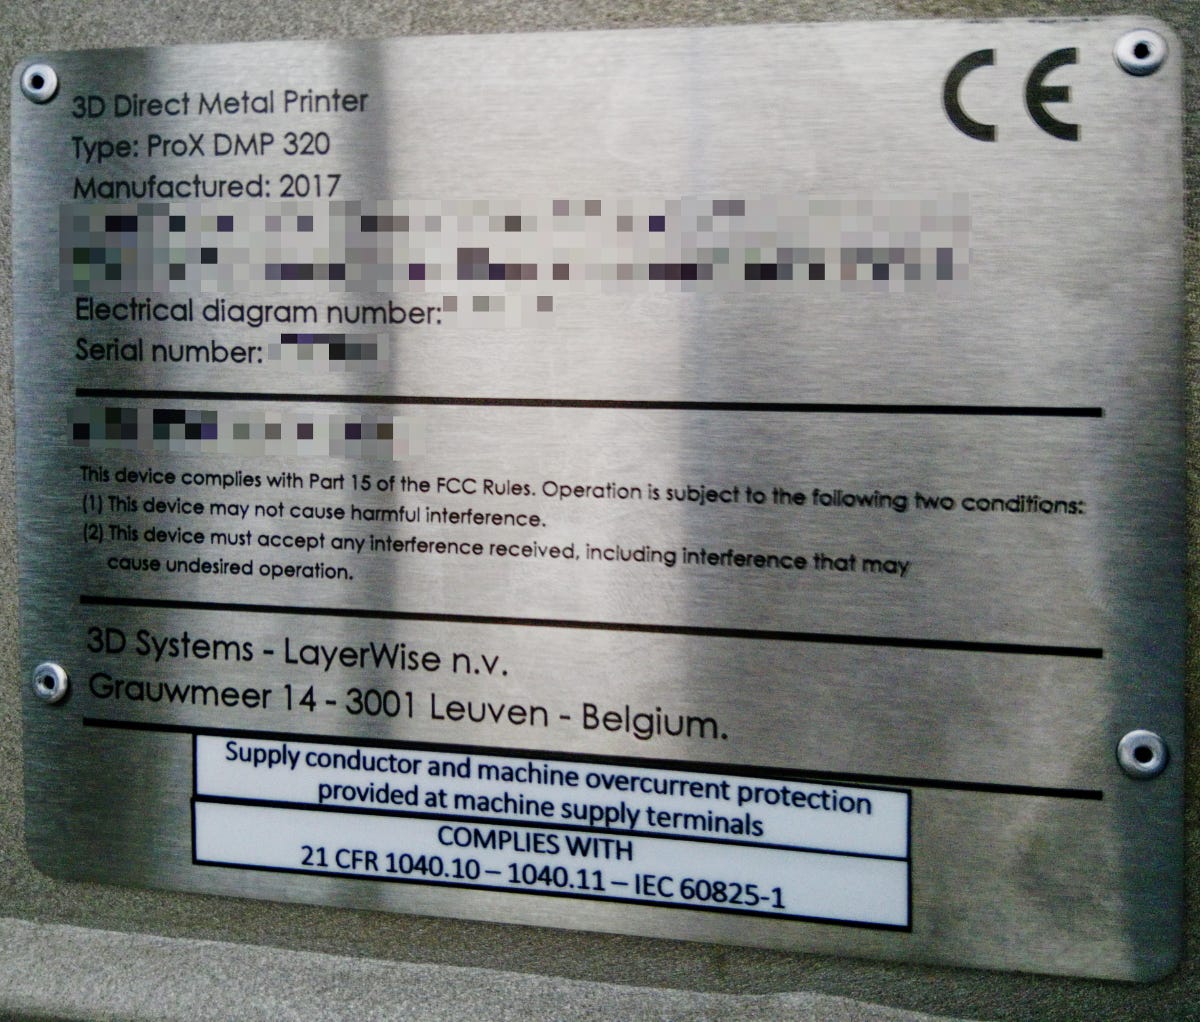 CE
3D Direct Metal Printer
Type: ProX DMP 320
Manufactured: 2017
Electrical diagram number:
Serial number:
This device complies with Part 15 of the FCC Rules. Operation is subject to the following two conditions:
(1) This device may not cause harmful interference.
(2) This device must accept any interference received, including interference that may
cause undesired operation.
3D Systems - LayerWise n.v.
Grauwmeer 14 - 3001 Leuven - Belgium.
Supply conductor and machine overcurrent protection
provided at machine supply terminals
COMPLIES WITH
21 CFR 1040.10 – 1040.11 – IEC 60825-1